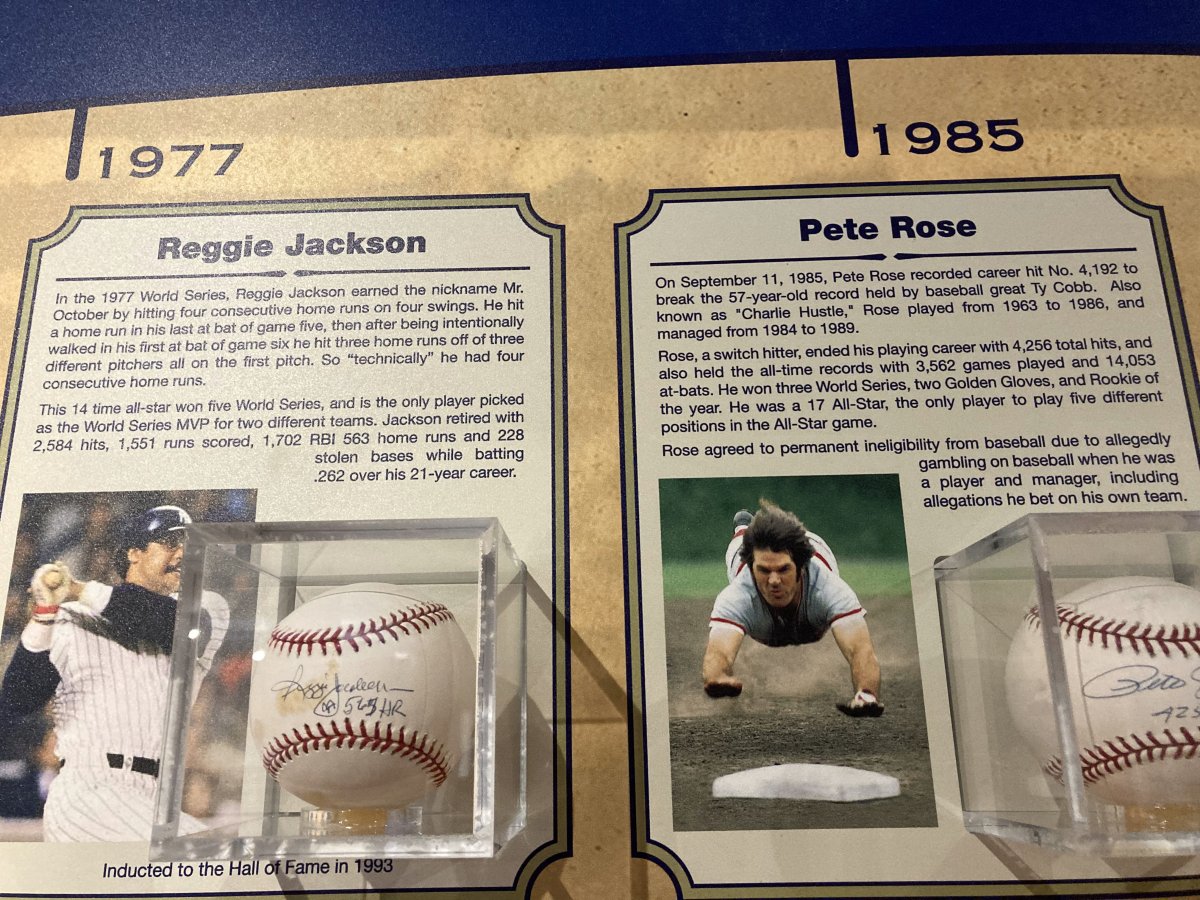 1977
Reggie Jackson
In the 1977 World Series, Reggie Jackson earned the nickname Mr.
October by hitting four consecutive home runs on four swings. He hit
a home run in his last at bat of game five, then after being intentionally
walked in his first at bat of game six he hit three home runs off of three
different pitchers all on the first pitch. So “technically” he had four
consecutive home runs.
This 14 time all-star won five World Series, and is the only player picked
as the World Series MVP for two different teams. Jackson retired with
2,584 hits, 1,551 runs scored, 1,702 RBI 563 home runs and 228
stolen bases while batting
.262 over his 21-year career.
Reggie Jackson
HR
Inducted to the Hall of Fame in 1993
1985
Pete Rose
On September 11, 1985, Pete Rose recorded career hit No. 4,192 to
break the 57-year-old record held by baseball great Ty Cobb. Also
known as "Charlie Hustle," Rose played from 1963 to 1986, and
managed from 1984 to 1989.
Rose, a switch hitter, ended his playing career with 4,256 total hits, and
also held the all-time records with 3,562 games played and 14,053
at-bats. He won three World Series, two Golden Gloves, and Rookie of
the year. He was a 17 All-Star, the only player to play five different
positions in the All-Star game.
Rose agreed to permanent ineligibility from baseball due to allegedly
gambling on baseball when he was
a player and manager, including
allegations he bet on his own team.
Pete